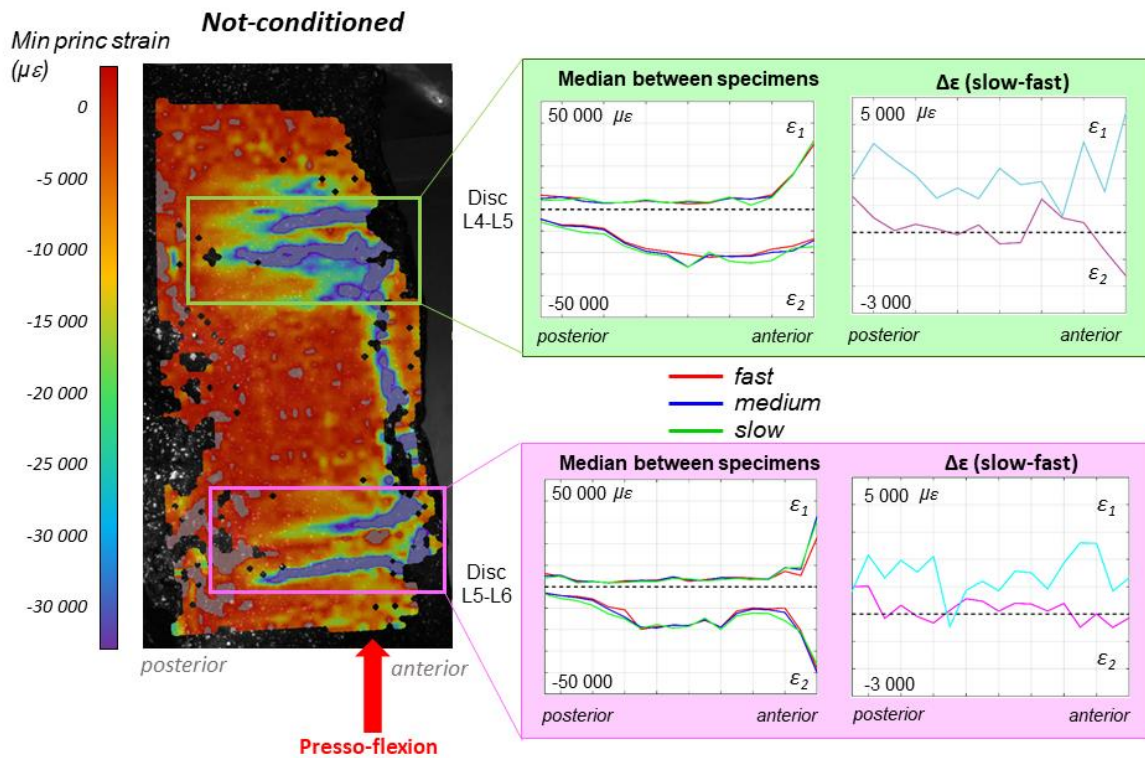 Not-conditioned
Min princ strain
(με)
0
-5 000
-10 000
-15 000
-20 000
-25 000
-30 000
-30 000
posterior
anterior
Presso-flexion
Median between specimens
Δε (slow-fast)
50 000 με
ε1
5 000
ε1
Disc
L4-L5
-50 000
ε2
-3 000
ε2
posterior
anterior
posterior
anterior
fast
medium
slow
Median between specimens
Δε (slow-fast)
50 000 με
ε1
5 000
ε1
Disc
L5-L6
-50 000
ε2
-3 000
ε2
posterior
anterior
posterior
anterior